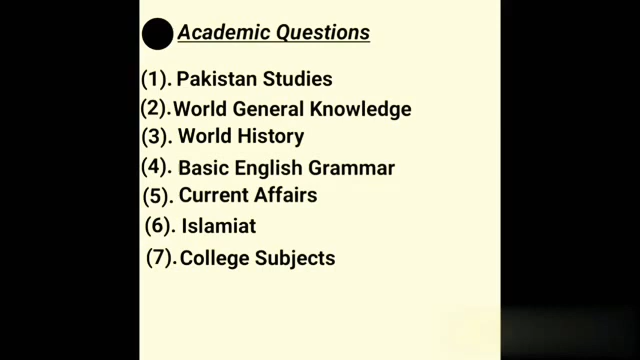 Academic Questions
(1). Pakistan Studies
(2). World General Knowledge
(3). World History
(4). Basic English Grammar
(5). Current Affairs
(6). Islamiat
(7). College Subjects